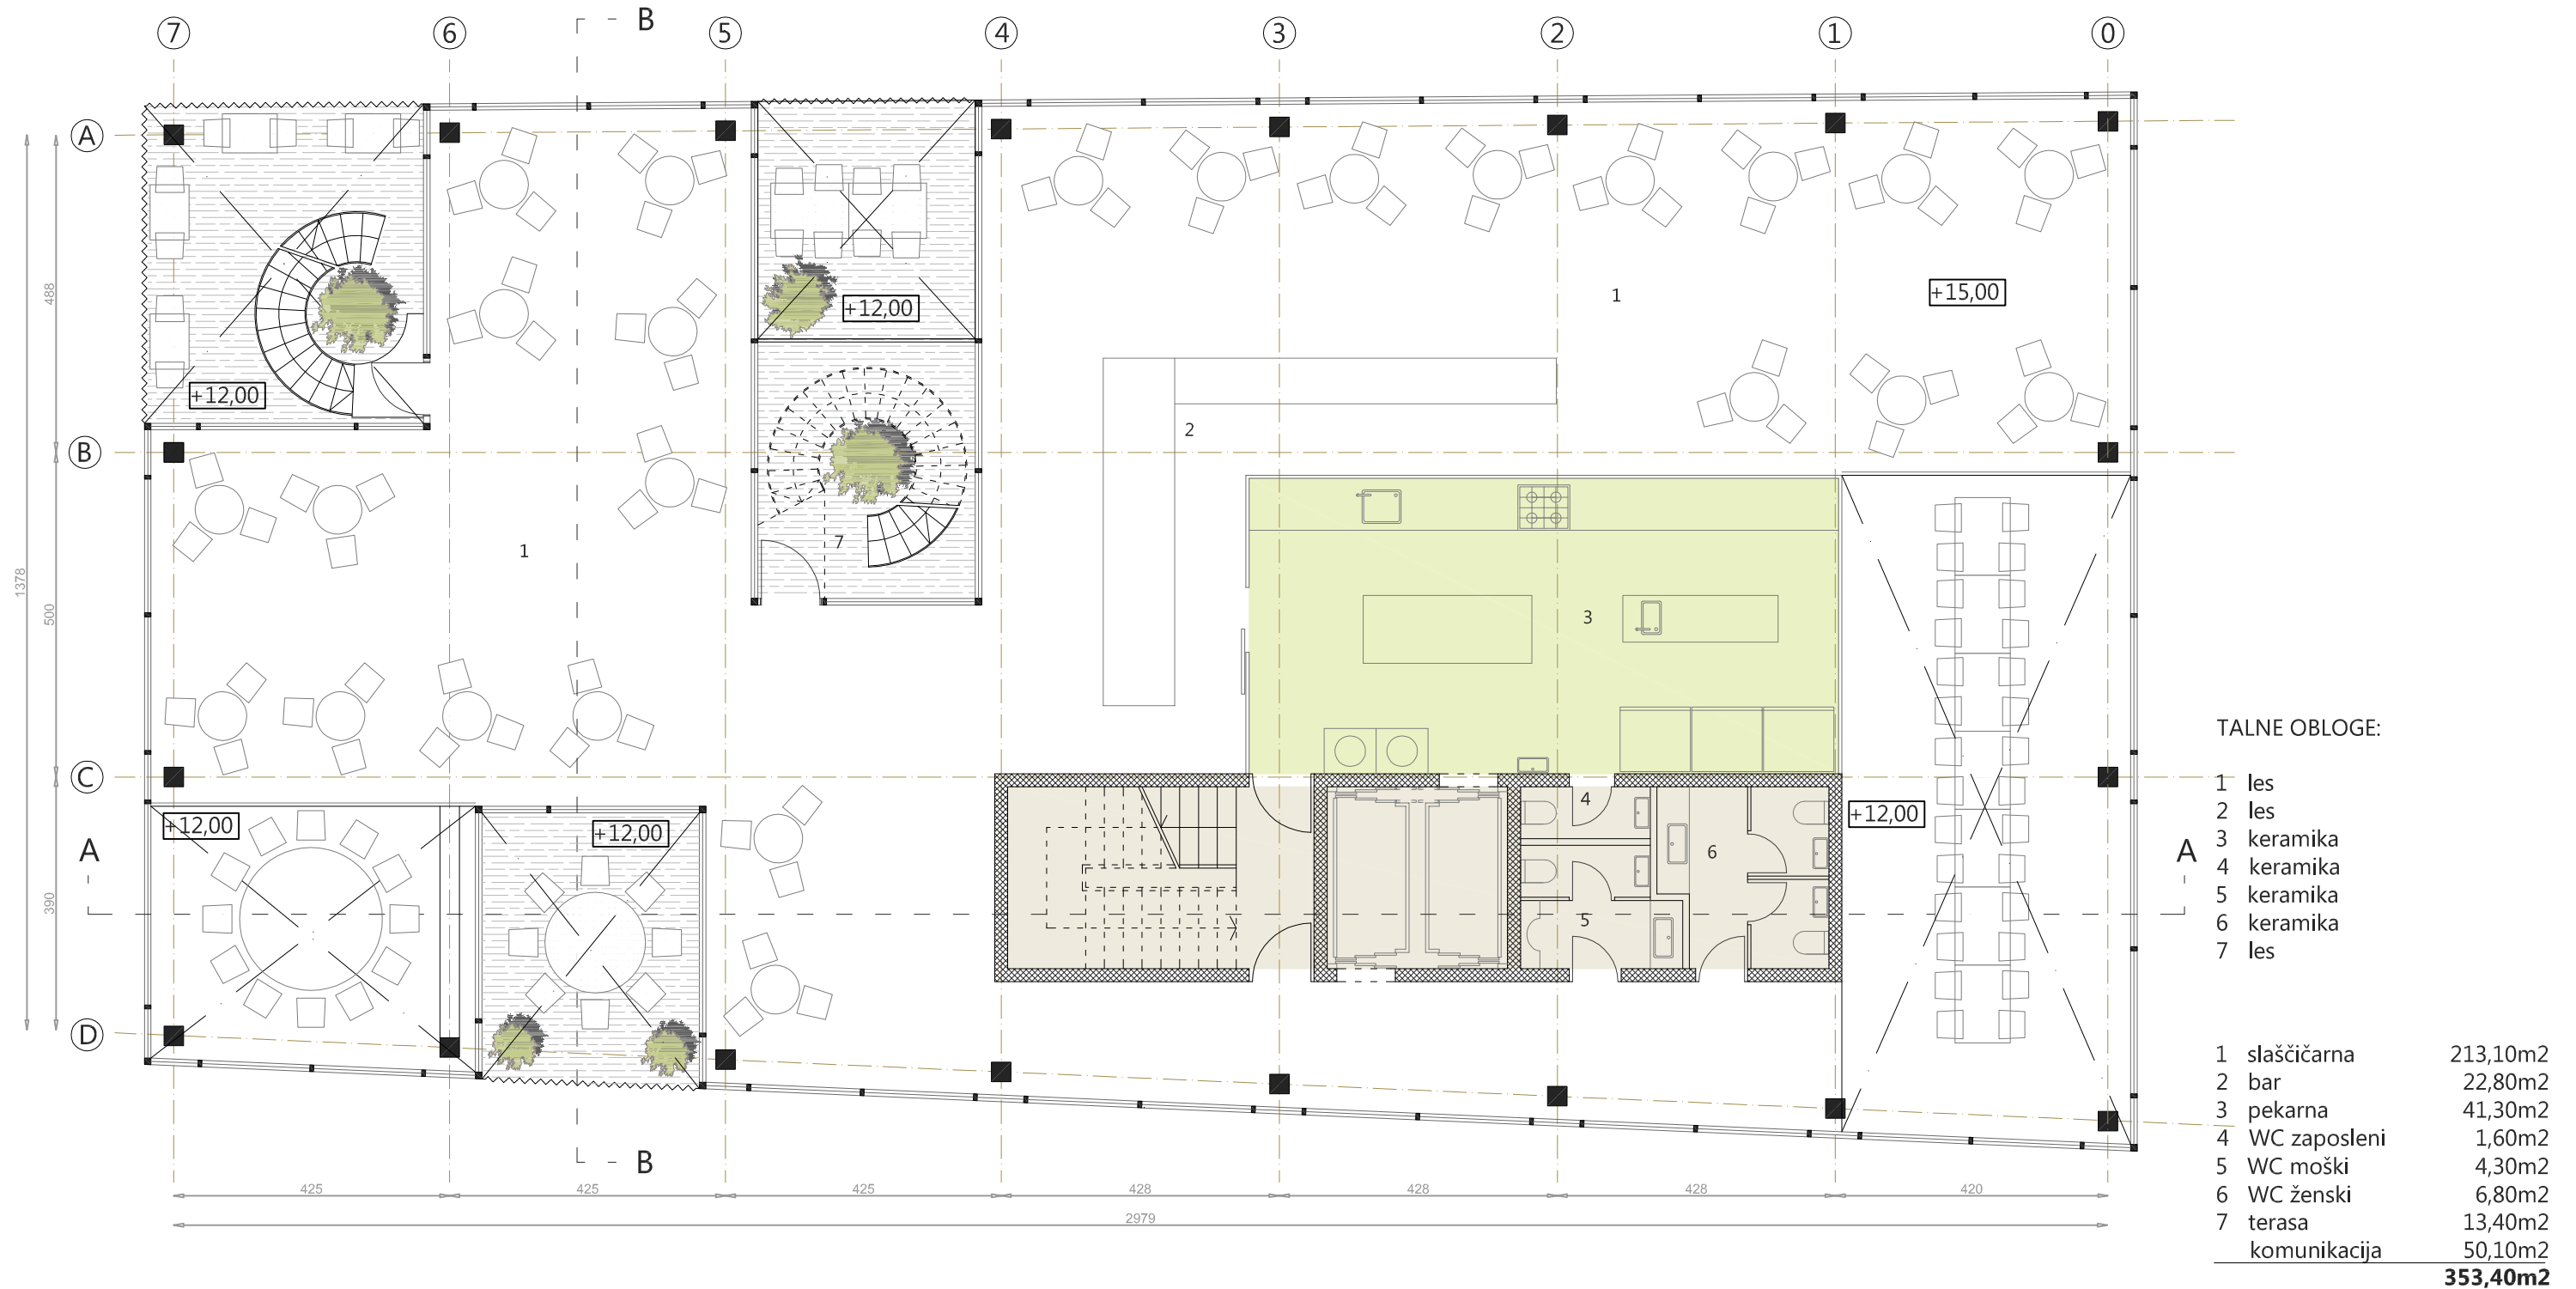 B
7 6 5 4 3 2 1 0
A
+15,00
1
+12,00
488
+12,00
2
B
1
7
1378
5000
3
TALNE OBLOGE:
C
1 les
2 les
3 keramika
4 keramika
5 keramika
6 keramika
7 les
4
+12,00
+12,00
+12,00
A
6
A
390
5
D
1 slaščičarna 213,10m2
2 bar 22,80m2
3 pekarna 41,30m2
4 WC zaposleni 1,60m2
5 WC moški 4,30m2
6 WC ženski 6,80m2
7 terasa 13,40m2
komunikacija 50,10m2
353,40m2
B
425 425 425 428 428 428 420
2979